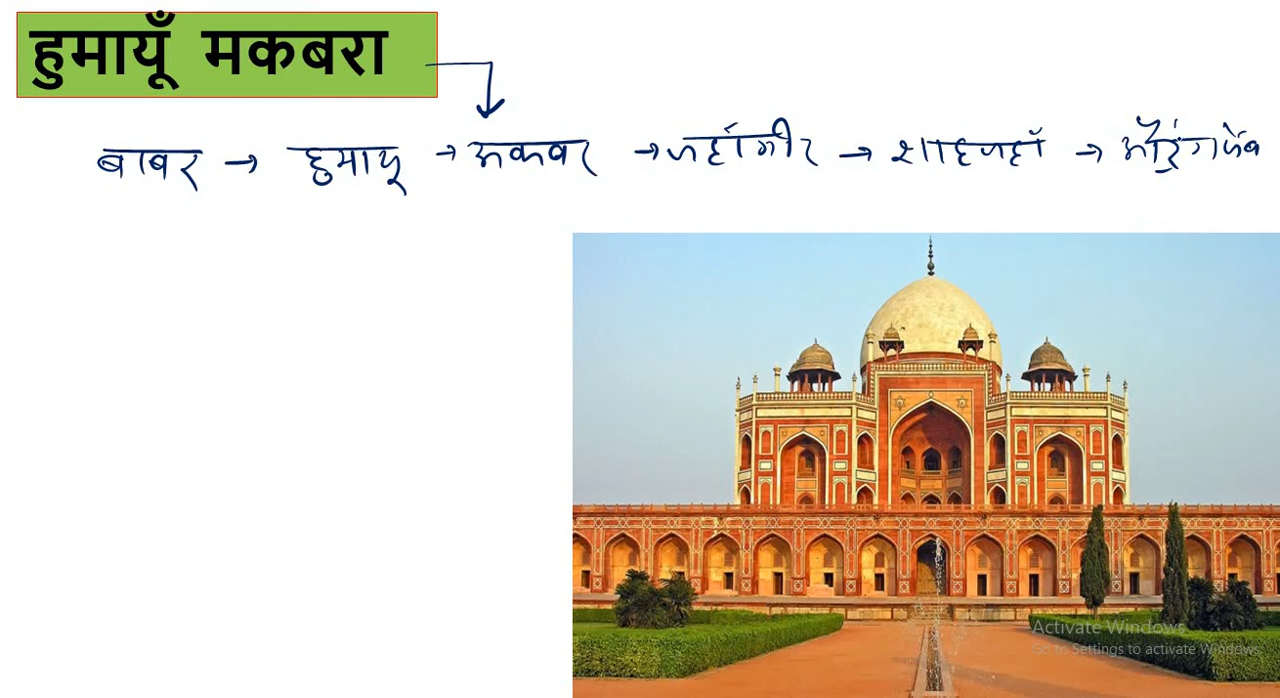 हुमायूँ मकबरा
बाबर → हुमायू → अकबर → जहाँगीर → शाहजहाँ → औरंगजेब
Activate Windows
Go to Settings to activate Windows.